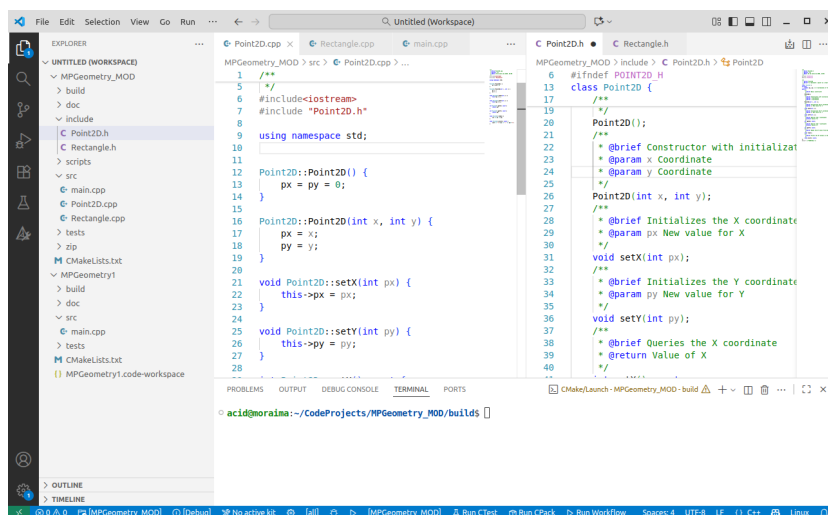 File Edit Selection View Go Run ··· Untitled (Workspace)
EXPLORER ···
UNTITLED (WORKSPACE)
MPGeometry_MOD
build
doc
include
C Point2D.h
C Rectangle.h
scripts
src
main.cpp
Point2D.cpp
Rectangle.cpp
tests
zip
M CMakeLists.txt
MPGeometry1
build
doc
src
main.cpp
tests
M CMakeLists.txt
{} MPGeometry1.code-workspace
OUTLINE
TIMELINE
Point2D.cpp × Rectangle.cpp main.cpp ···
MPGeometry_MOD > src > Point2D.cpp > ...
1 /**
5 */
6 #include<iostream>
7 #include "Point2D.h"
8
9 using namespace std;
10
11
12 Point2D::Point2D() {
13 px = py = 0;
14 }
15
16 Point2D::Point2D(int x, int y) {
17 px = x;
18 py = y;
19 }
20
21 void Point2D::setX(int px) {
22 this->px = px;
23 }
24
25 void Point2D::setY(int py) {
26 this->py = py;
27 }
28
C Point2D.h ● C Rectangle.h
MPGeometry_MOD > include > C Point2D.h > Point2D
6 #ifndef POINT2D_H
13 class Point2D {
17 /**
19 */
20 Point2D();
21 /**
22 * @brief Constructor with initializat
23 * @param x Coordinate
24 * @param y Coordinate
25 */
26 Point2D(int x, int y);
27 /**
28 * @brief Initializes the X coordinate
29 * @param px New value for X
30 */
31 void setX(int px);
32 /**
33 * @brief Initializes the Y coordinate
34 * @param py New value for Y
35 */
36 void setY(int py);
37 /**
38 * @brief Queries the X coordinate
39 * @return Value of X
40 */
PROBLEMS OUTPUT DEBUG CONSOLE TERMINAL PORTS CMake/Launch - MPGeometry_MOD - build
acid@moraima:~/CodeProjects/MPGeometry_MOD/build$
0 0 [MPGeometry_MOD] [Debug] No active kit [all] [MPGeometry_MOD] Run CTest Run CPack Run Workflow Spaces: 4 UTF-8 LF {} C++ Linux